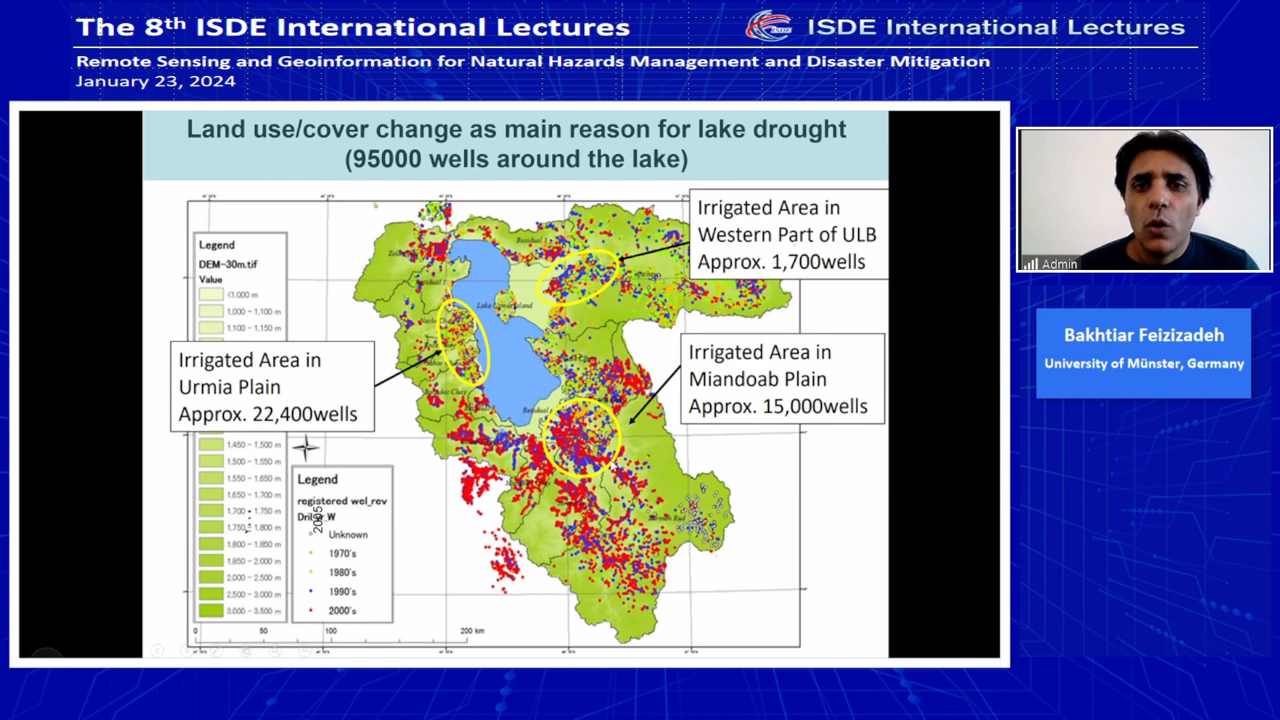 The 8th ISDE International Lectures
ISDE
ISDE International Lectures
Remote Sensing and Geoinformation for Natural Hazards Management and Disaster Mitigation
January 23, 2024
Land use/cover change as main reason for lake drought
(95000 wells around the lake)
Irrigated Area in
Western Part of ULB
Approx. 1,700wells
Legend
DEM-30m.tif
Value
<1,000 m
1,000 - 1,100 m
1,100 - 1,150 m
Irrigated Area in
Urmia Plain
Approx. 22,400wells
Irrigated Area in
Miandoab Plain
Approx. 15,000wells
1,450 - 1,500 m
1,500 - 1,550 m
1,550 - 1,650 m
1,650 - 1,700 m
1,700 - 1,750 m
1,750 - 1,800 m
1,800 - 1,850 m
1,850 - 2,000 m
2,000 - 2,500 m
2,500 - 3,000 m
3,000 - 3,500 m
Legend
registered wel_rev
2005
Unknown
1970's
1980's
1990's
2000's
0 50 100 200 km
Admin
Bakhtiar Feizizadeh
University of Münster, Germany